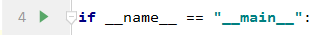 4 if __name__ == "__main__":